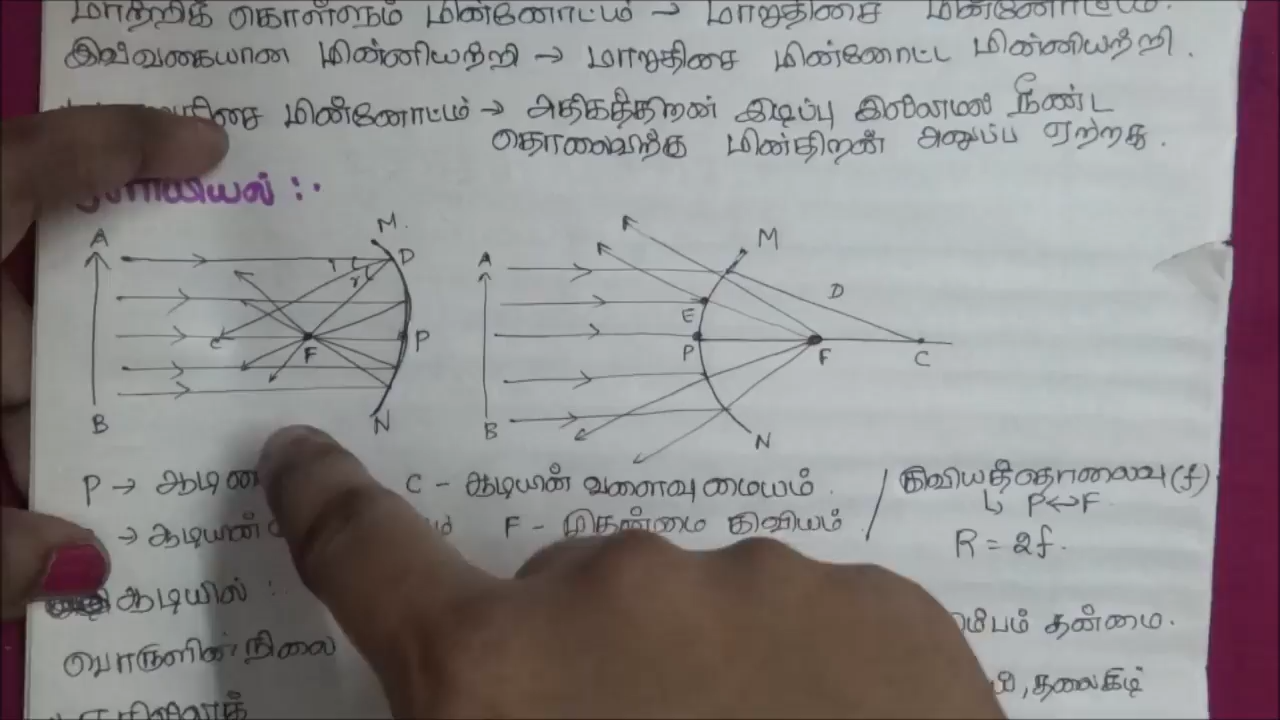 மாற்றிக் கொள்ளும் மின்னோட்டம் → மாறுதிசை மின்னோட்டம்.
இவ்வகையான மின்னியற்றி → மாறுதிசை மின்னோட்ட மின்னியற்றி.
மின்னோட்டம் → அதிகத்திறன் இழப்பு இல்லாமல் நீண்ட
தொலைவிற்கு மின்திறன் அனுப்ப ஏற்றது.
A M. D i r C F P B N
A M D E P F C B N
P → ஆடி C - ஆடியின் வளைவு மையம். / குவியத்தொலைவு (f)
↳ P↔F
→ ஆடியின் F - முதன்மை குவியம் R = 2f.
ஆடியில் :
தன்மை.
பொருளின் நிலை